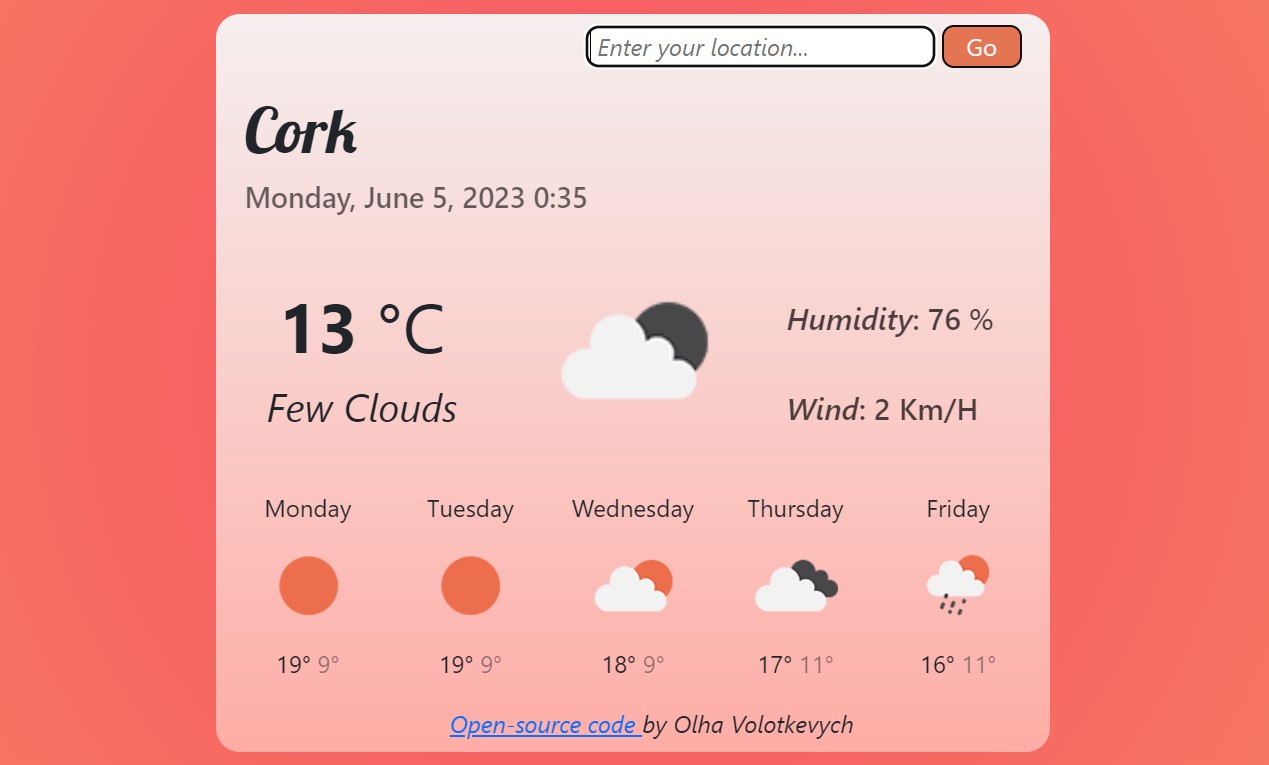 Enter your location... Go
Cork
Monday, June 5, 2023 0:35
13 °C
Few Clouds
Humidity: 76 %
Wind: 2 Km/H
Monday Tuesday Wednesday Thursday Friday
19° 9° 19° 9° 18° 9° 17° 11° 16° 11°
Open-source code by Olha Volotkevych